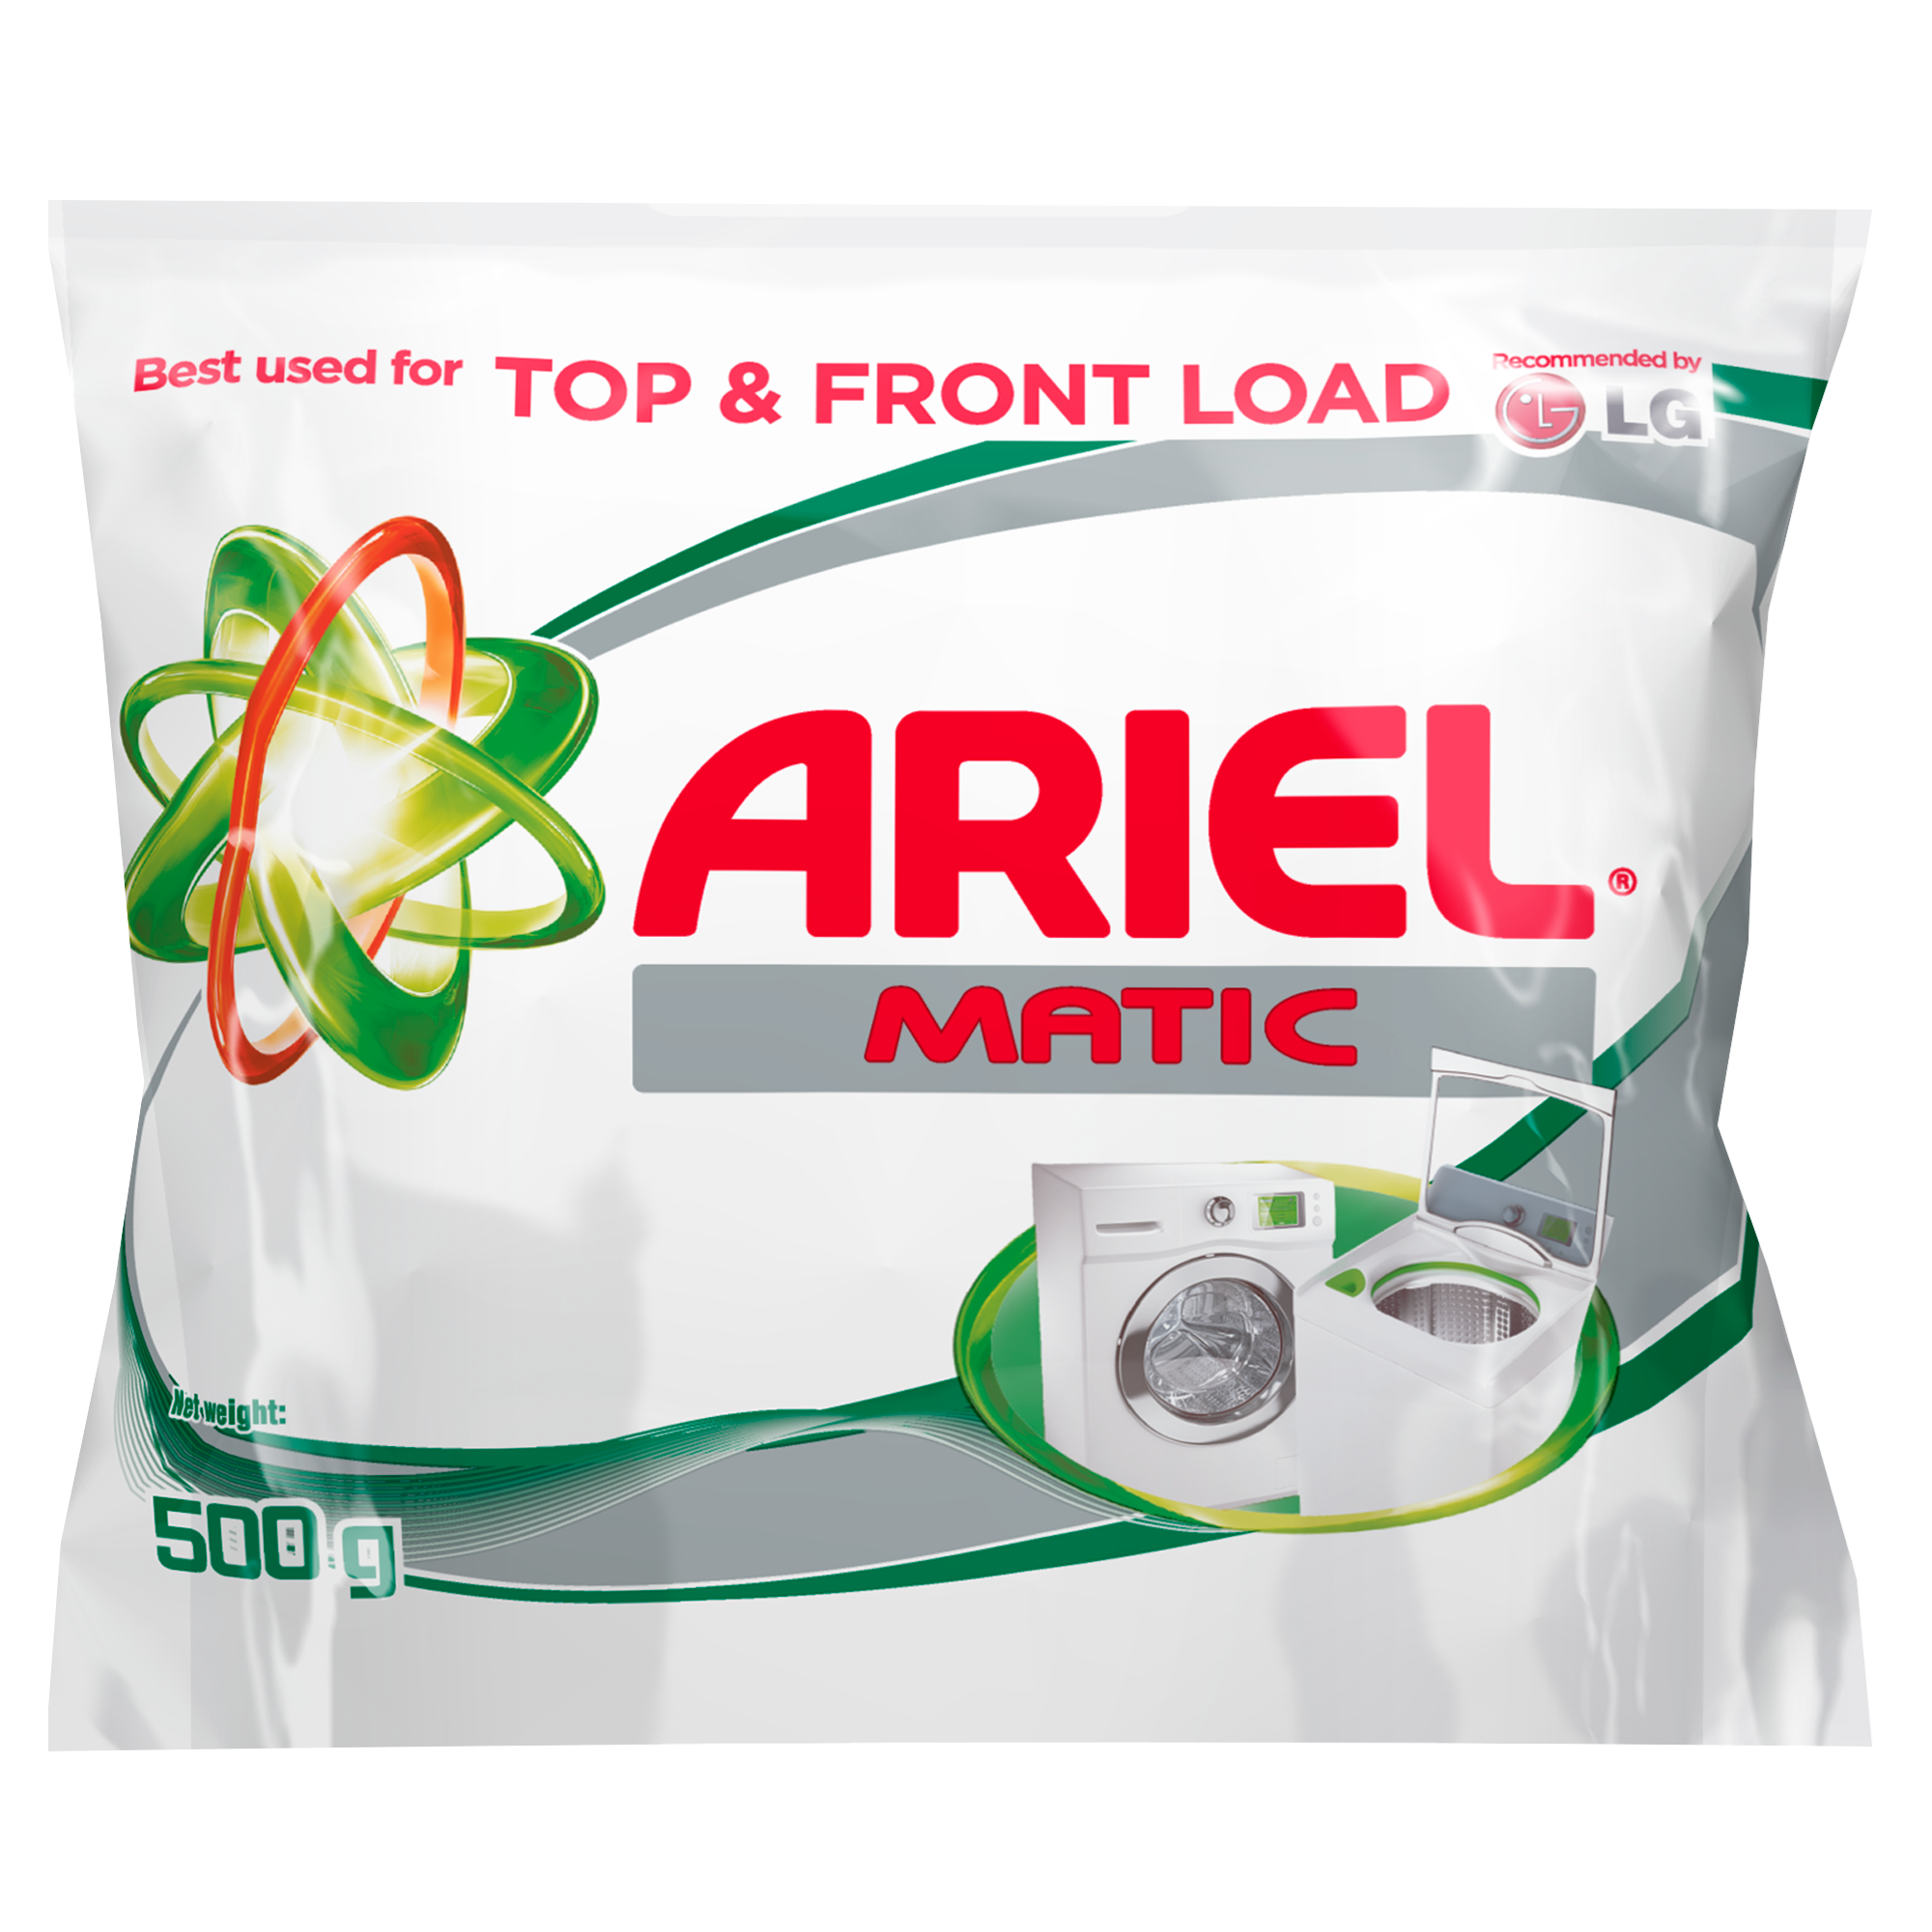 Best used for TOP & FRONT LOAD
Recommended by
LG
ARIEL®
MATIC
Net weight:
500 g